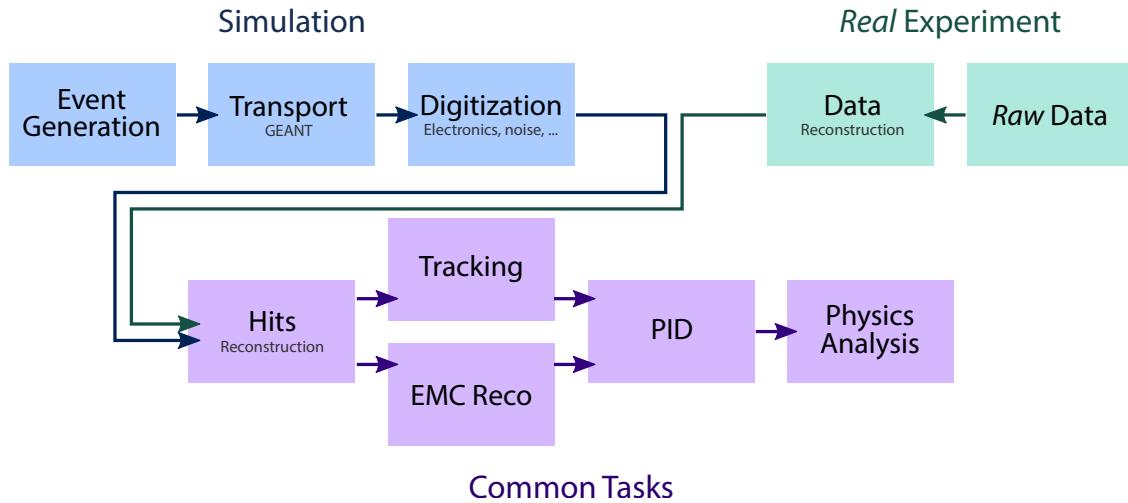 Simulation
Real Experiment
Event
Generation
Transport
GEANT
Digitization
Electronics, noise, ...
Data
Reconstruction
Raw Data
Hits
Reconstruction
Tracking
EMC Reco
PID
Physics
Analysis
Common Tasks